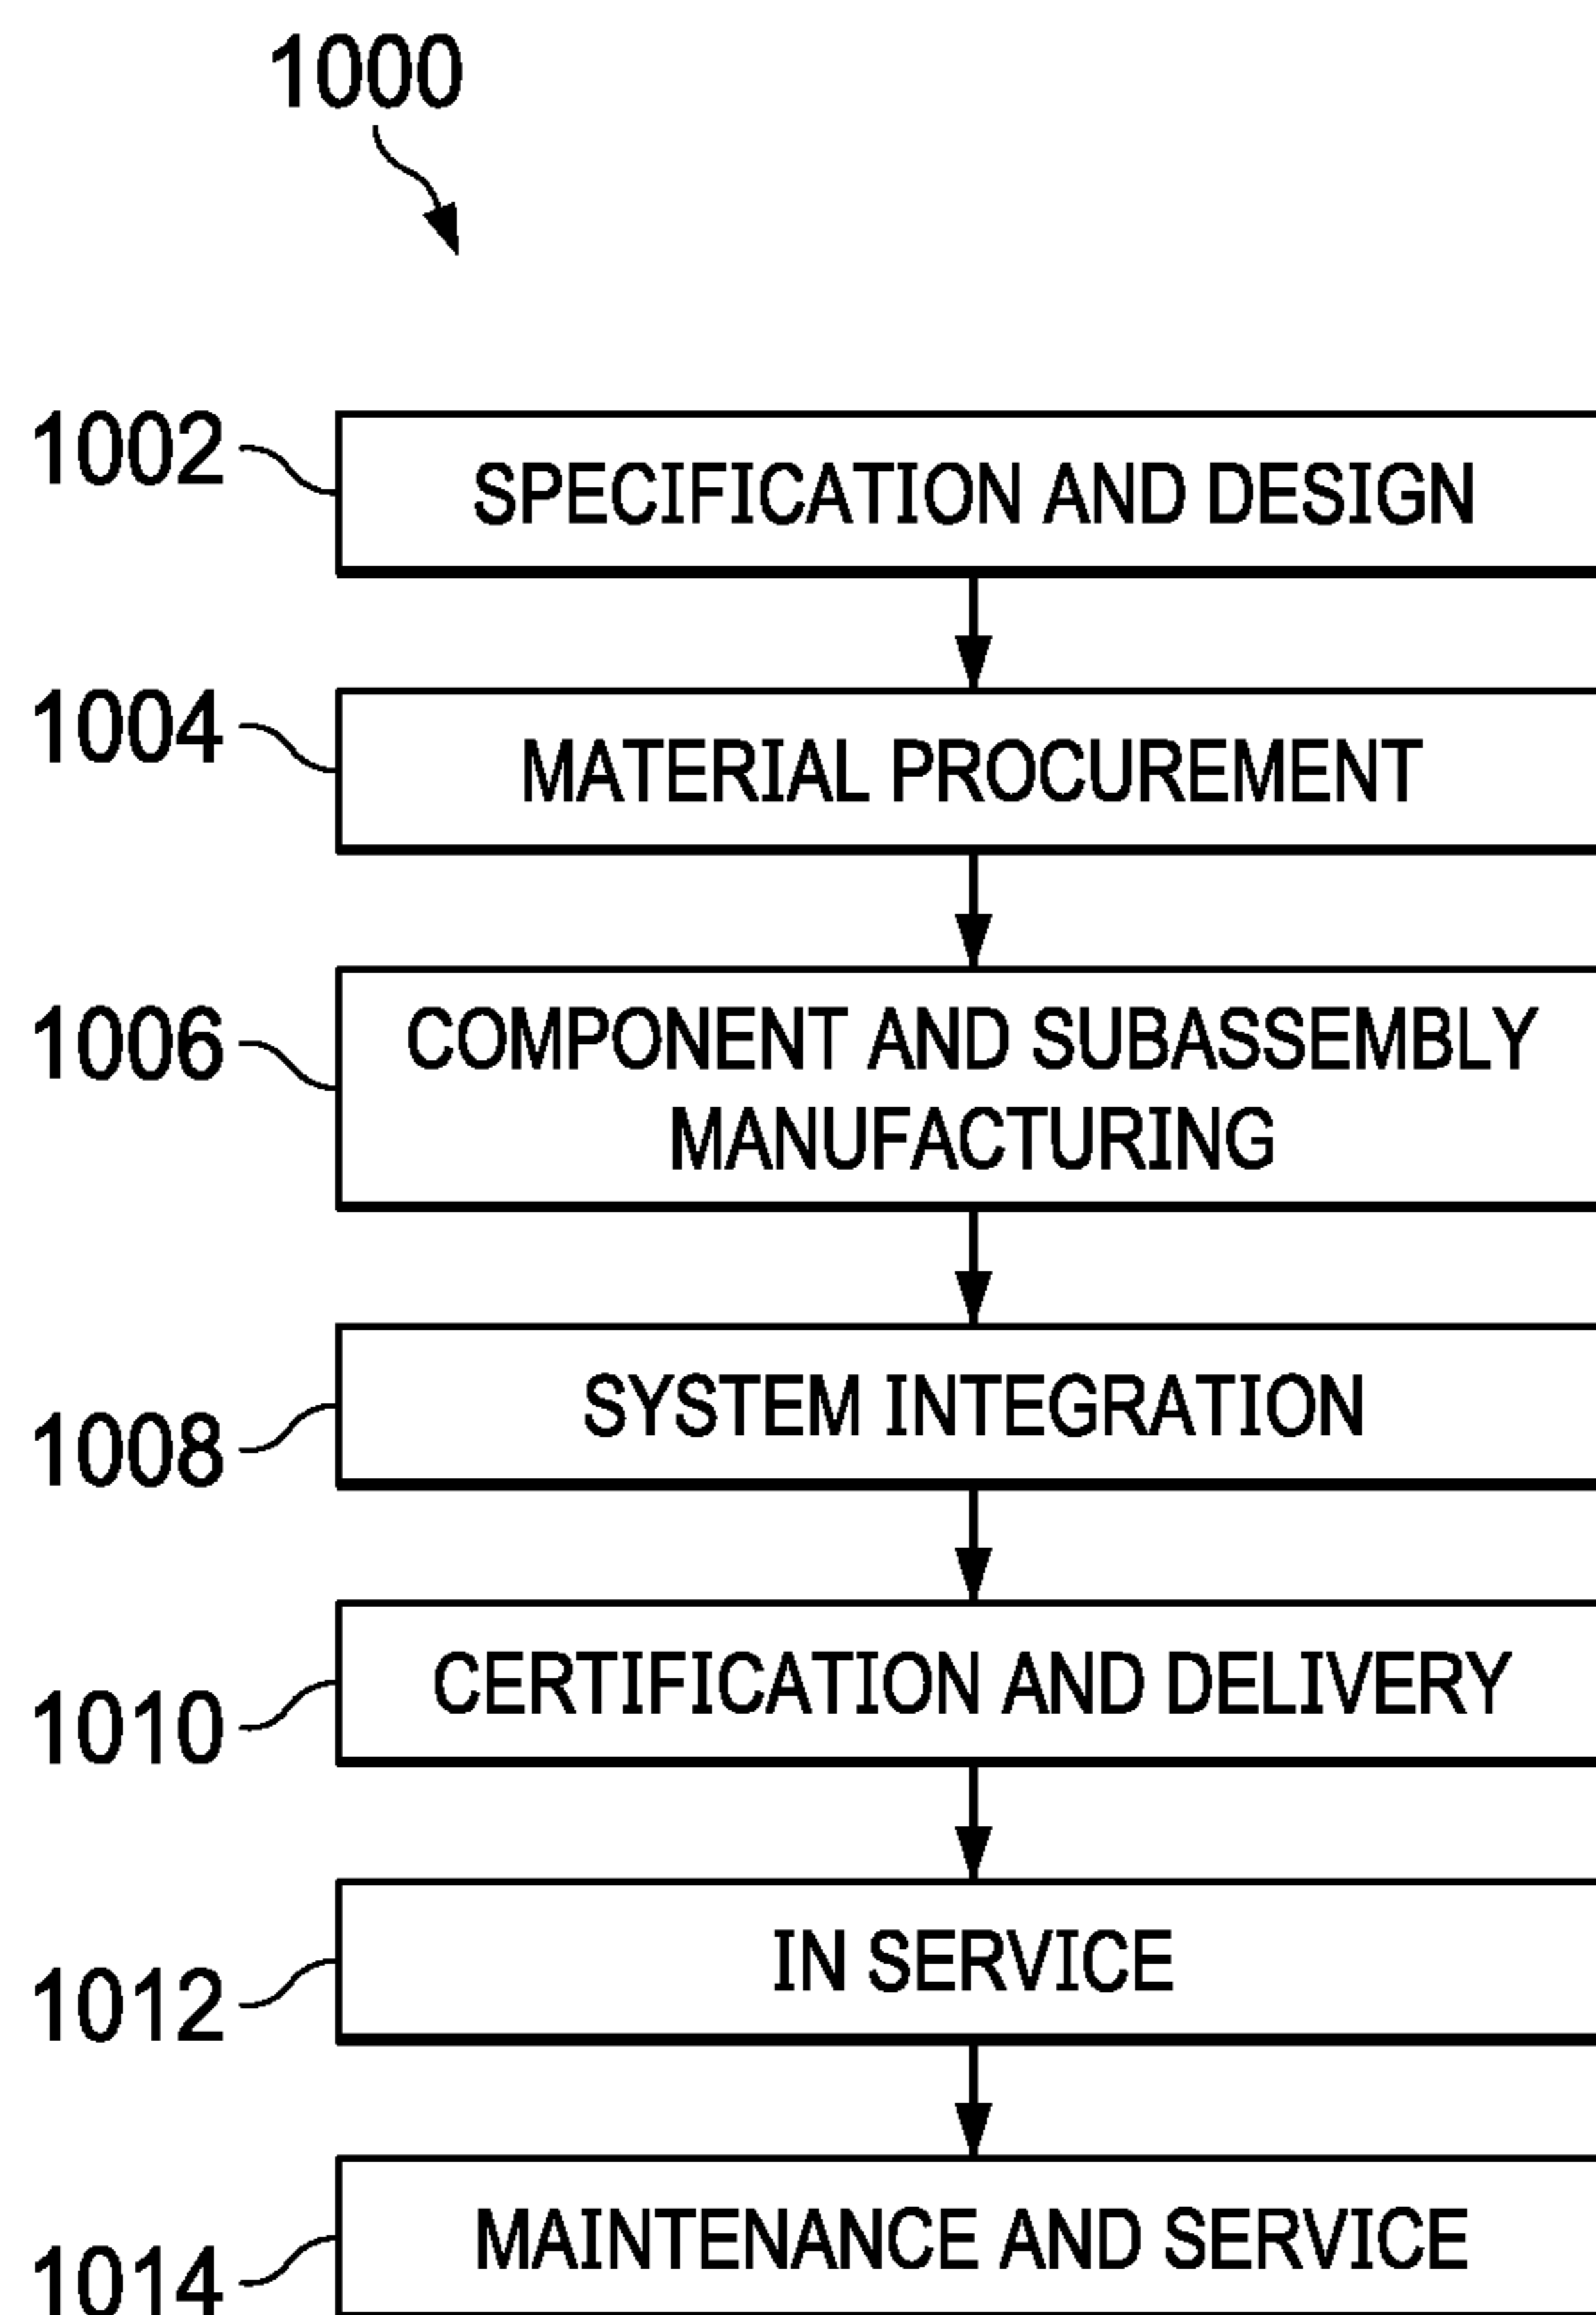 1000
1002
SPECIFICATION AND DESIGN
1004
MATERIAL PROCUREMENT
1006
COMPONENT AND SUBASSEMBLY
MANUFACTURING
1008
SYSTEM INTEGRATION
1010
CERTIFICATION AND DELIVERY
1012
IN SERVICE
1014
MAINTENANCE AND SERVICE